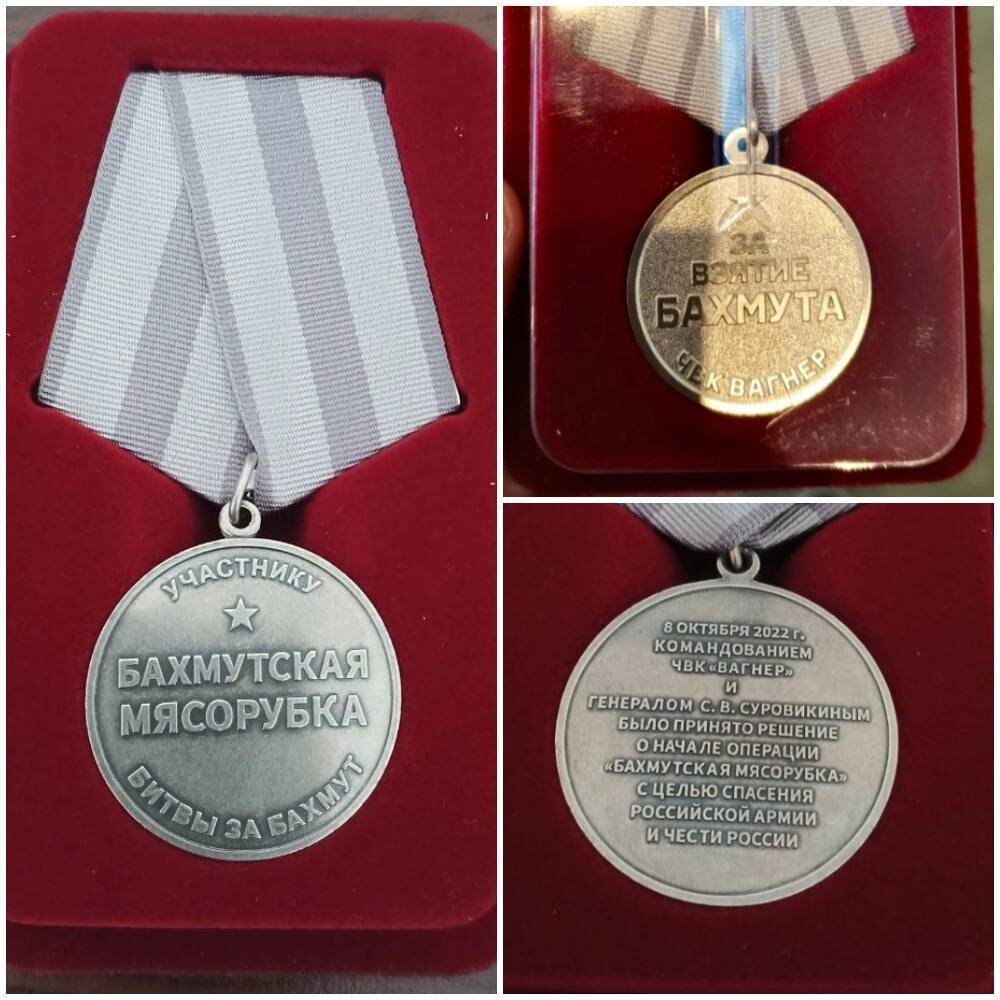 УЧАСТНИКУ
БАХМУТСКАЯ
МЯСОРУБКА
БИТВЫ ЗА БАХМУТ
ЗА
ВЗЯТИЕ
БАХМУТА
ЧВК ВАГНЕР
8 ОКТЯБРЯ 2022 г.
КОМАНДОВАНИЕМ
ЧВК «ВАГНЕР»
И
ГЕНЕРАЛОМ С. В. СУРОВИКИНЫМ
БЫЛО ПРИНЯТО РЕШЕНИЕ
О НАЧАЛЕ ОПЕРАЦИИ
«БАХМУТСКАЯ МЯСОРУБКА»
С ЦЕЛЬЮ СПАСЕНИЯ
РОССИЙСКОЙ АРМИИ
И ЧЕСТИ РОССИИ